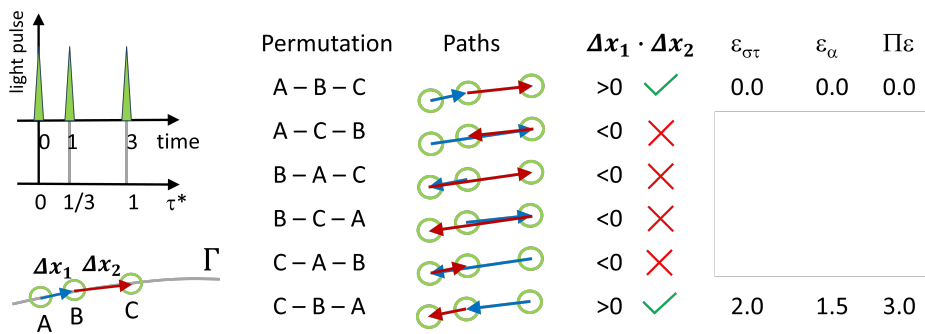 light pulse
0 1 3 time
0 1/3 1 τ*
Δx₁ Δx₂ Γ
A B C
Permutation Paths Δx₁ · Δx₂ ε_στ ε_α Πε
A – B – C >0 0.0 0.0 0.0
A – C – B <0
B – A – C <0
B – C – A <0
C – A – B <0
C – B – A >0 2.0 1.5 3.0